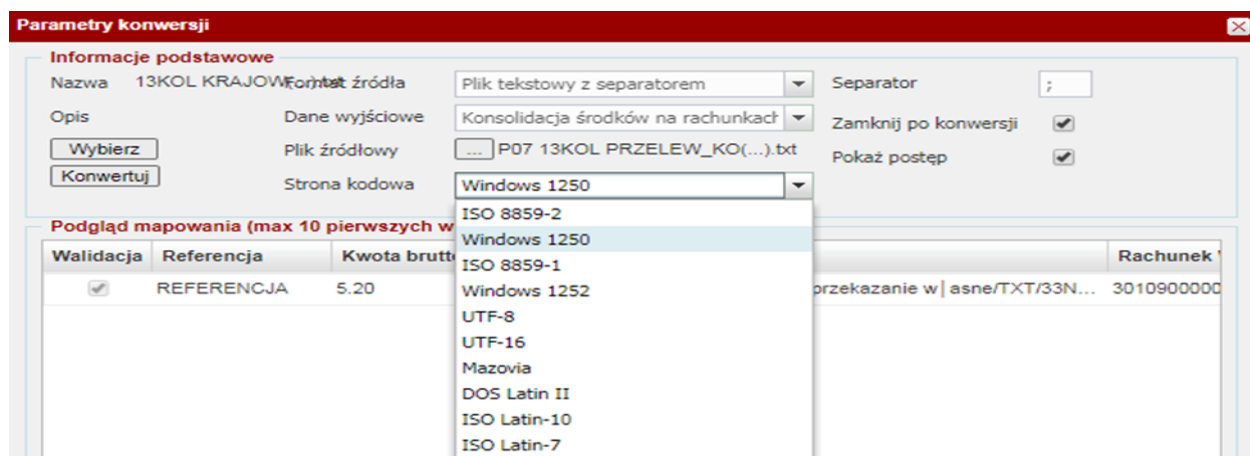 Parametry konwersji
Informacje podstawowe
Nazwa 13KOL KRAJOWE(...).txt Format źródła Plik tekstowy z separatorem Separator ;
Opis Dane wyjściowe Konsolidacja środków na rachunkach Zamknij po konwersji
Wybierz Plik źródłowy ... P07 13KOL PRZELEW_KO(...).txt Pokaż postęp
Konwertuj Strona kodowa Windows 1250
ISO 8859-2
Podgląd mapowania (max 10 pierwszych w
Windows 1250
Walidacja Referencja Kwota brutto Rachunek
ISO 8859-1
REFERENCJA 5.20 przekazanie w|asne/TXT/33N... 3010900000
Windows 1252
UTF-8
UTF-16
Mazovia
DOS Latin II
ISO Latin-10
ISO Latin-7